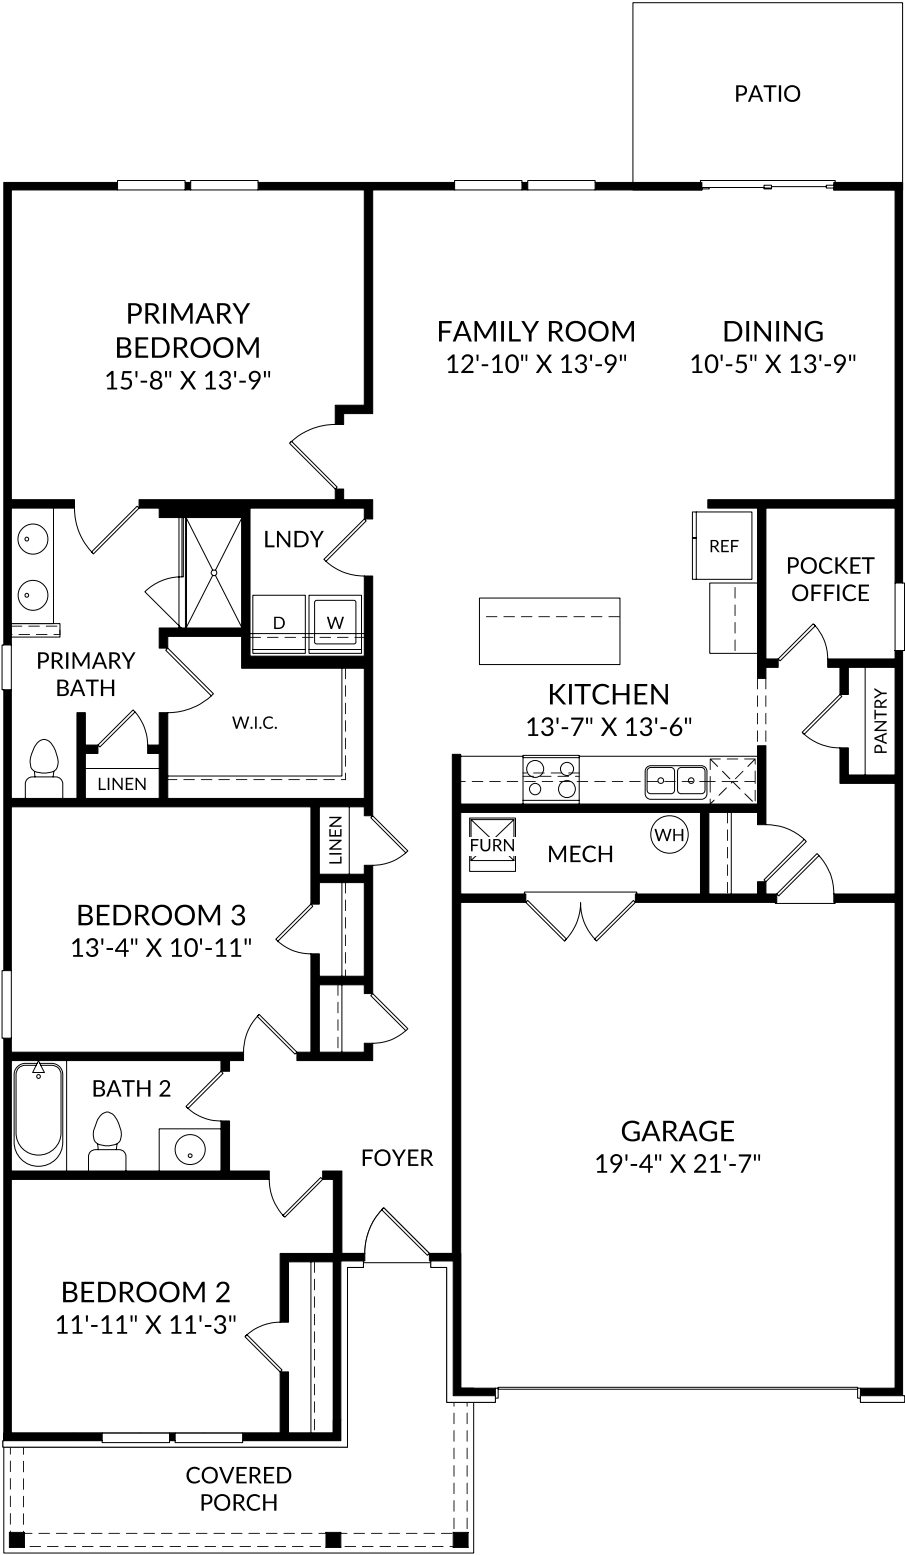 PATIO
PRIMARY
BEDROOM
15'-8" X 13'-9"
FAMILY ROOM
12'-10" X 13'-9"
DINING
10'-5" X 13'-9"
LNDY
D
W
REF
POCKET
OFFICE
PRIMARY
BATH
W.I.C.
LINEN
KITCHEN
13'-7" X 13'-6"
PANTRY
LINEN
FURN
MECH
WH
BEDROOM 3
13'-4" X 10'-11"
BATH 2
FOYER
GARAGE
19'-4" X 21'-7"
BEDROOM 2
11'-11" X 11'-3"
COVERED
PORCH